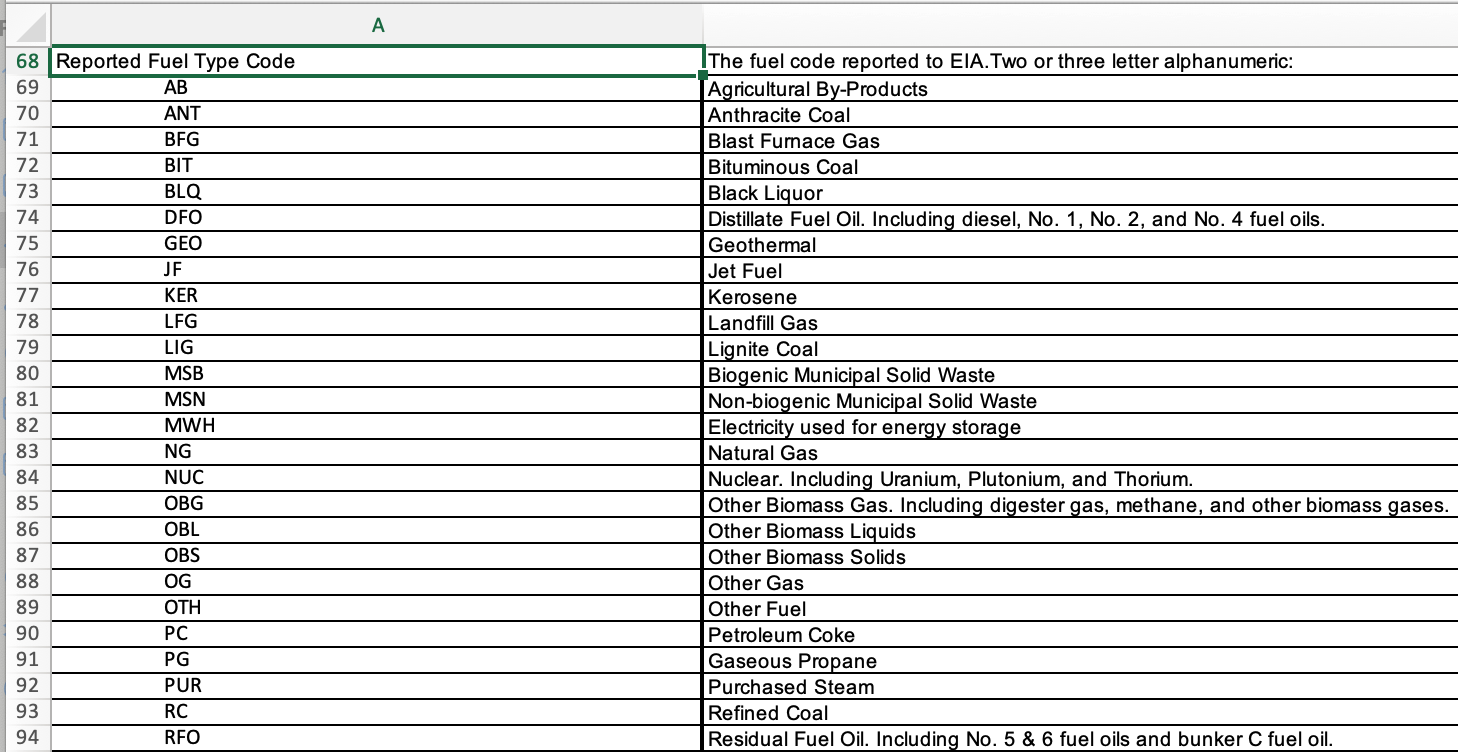 A
68 Reported Fuel Type Code The fuel code reported to EIA.Two or three letter alphanumeric:
69 AB Agricultural By-Products
70 ANT Anthracite Coal
71 BFG Blast Furnace Gas
72 BIT Bituminous Coal
73 BLQ Black Liquor
74 DFO Distillate Fuel Oil. Including diesel, No. 1, No. 2, and No. 4 fuel oils.
75 GEO Geothermal
76 JF Jet Fuel
77 KER Kerosene
78 LFG Landfill Gas
79 LIG Lignite Coal
80 MSB Biogenic Municipal Solid Waste
81 MSN Non-biogenic Municipal Solid Waste
82 MWH Electricity used for energy storage
83 NG Natural Gas
84 NUC Nuclear. Including Uranium, Plutonium, and Thorium.
85 OBG Other Biomass Gas. Including digester gas, methane, and other biomass gases.
86 OBL Other Biomass Liquids
87 OBS Other Biomass Solids
88 OG Other Gas
89 OTH Other Fuel
90 PC Petroleum Coke
91 PG Gaseous Propane
92 PUR Purchased Steam
93 RC Refined Coal
94 RFO Residual Fuel Oil. Including No. 5 & 6 fuel oils and bunker C fuel oil.